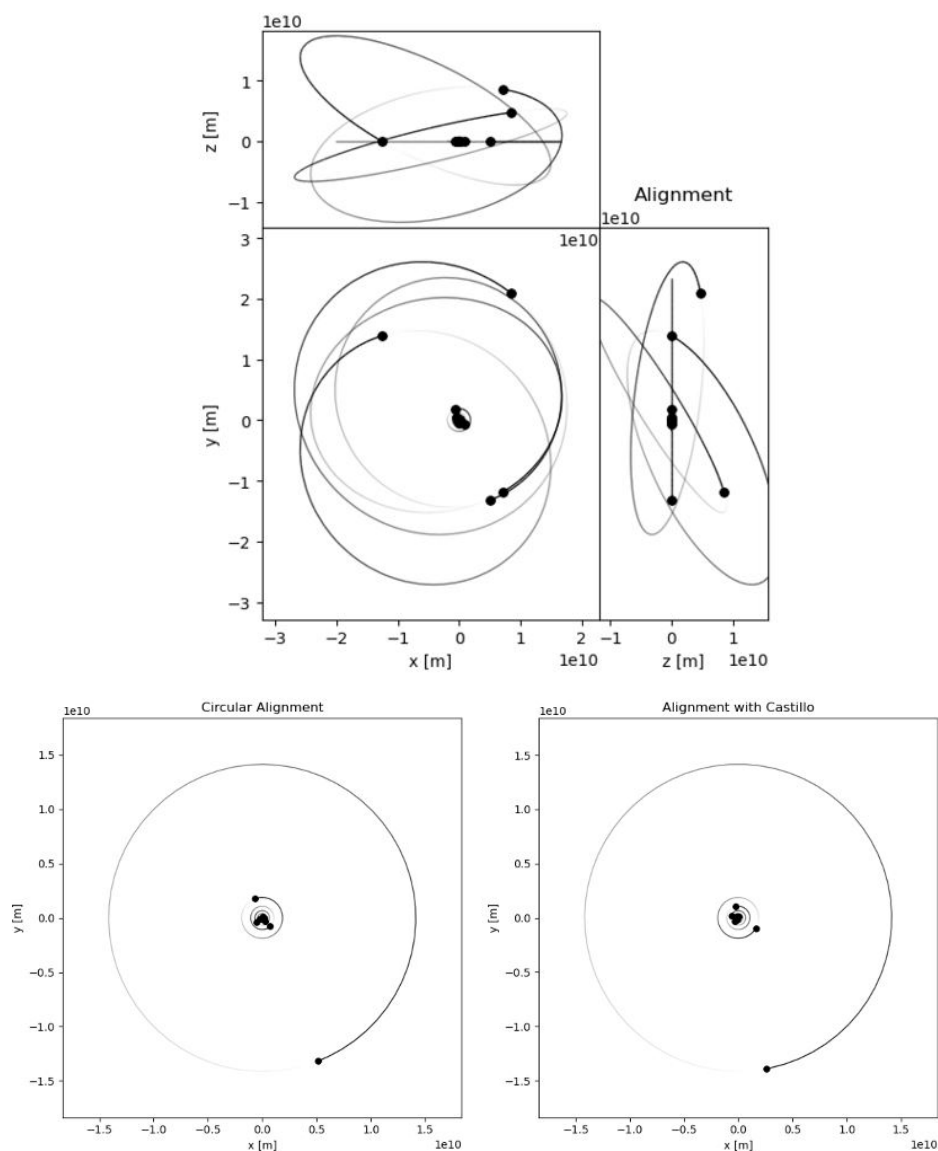 1e10
1
0
−1
z [m]
Alignment
1e10
1e10
3
2
1
0
−1
−2
−3
y [m]
−3 −2 −1 0 1 2
−1 0 1
x [m]
1e10
z [m]
1e10
Circular Alignment
Alignment with Castillo
1e10
1e10
1.5
1.0
0.5
0.0
−0.5
−1.0
−1.5
y [m]
1.5
1.0
0.5
0.0
−0.5
−1.0
−1.5
y [m]
−1.5 −1.0 −0.5 0.0 0.5 1.0 1.5
−1.5 −1.0 −0.5 0.0 0.5 1.0 1.5
x [m]
1e10
x [m]
1e10